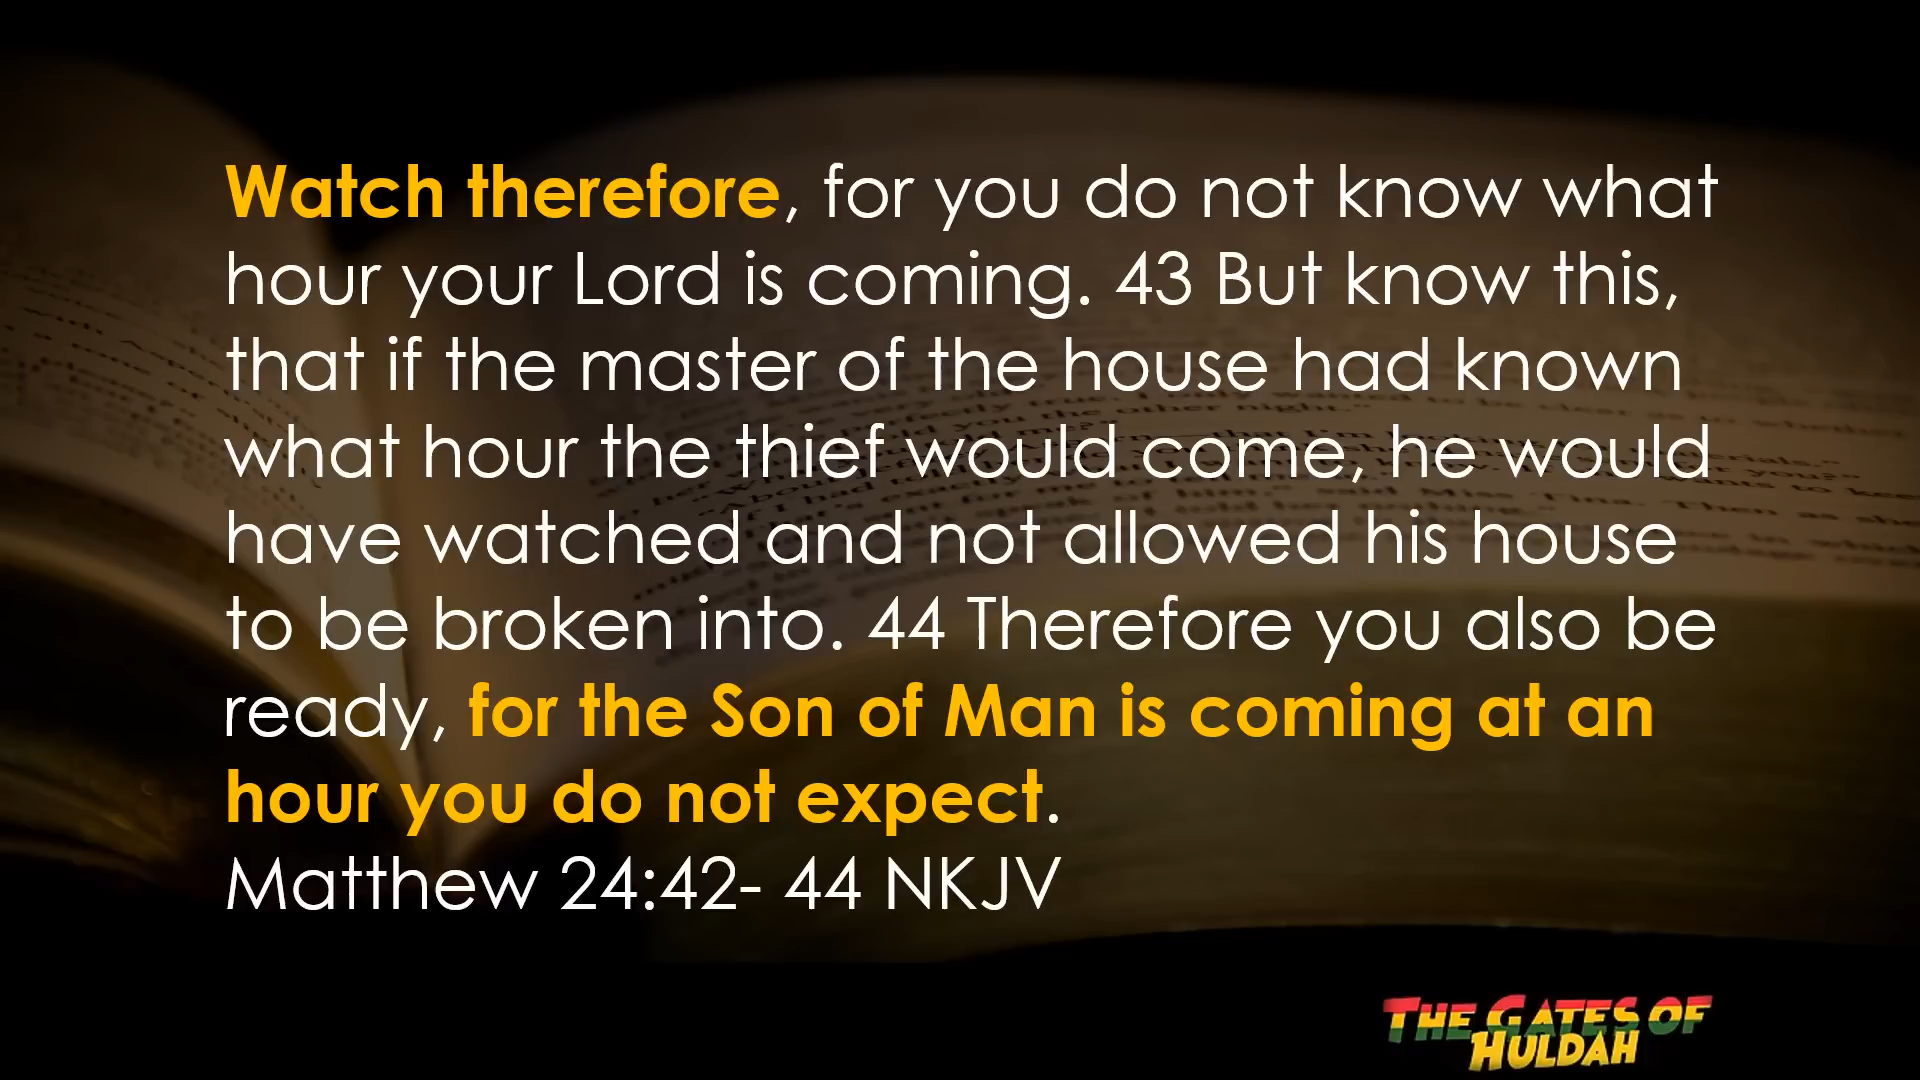 Watch therefore, for you do not know what
hour your Lord is coming. 43 But know this,
that if the master of the house had known
what hour the thief would come, he would
have watched and not allowed his house
to be broken into. 44 Therefore you also be
ready, for the Son of Man is coming at an
hour you do not expect.
Matthew 24:42- 44 NKJV
THE GATES OF
HULDAH